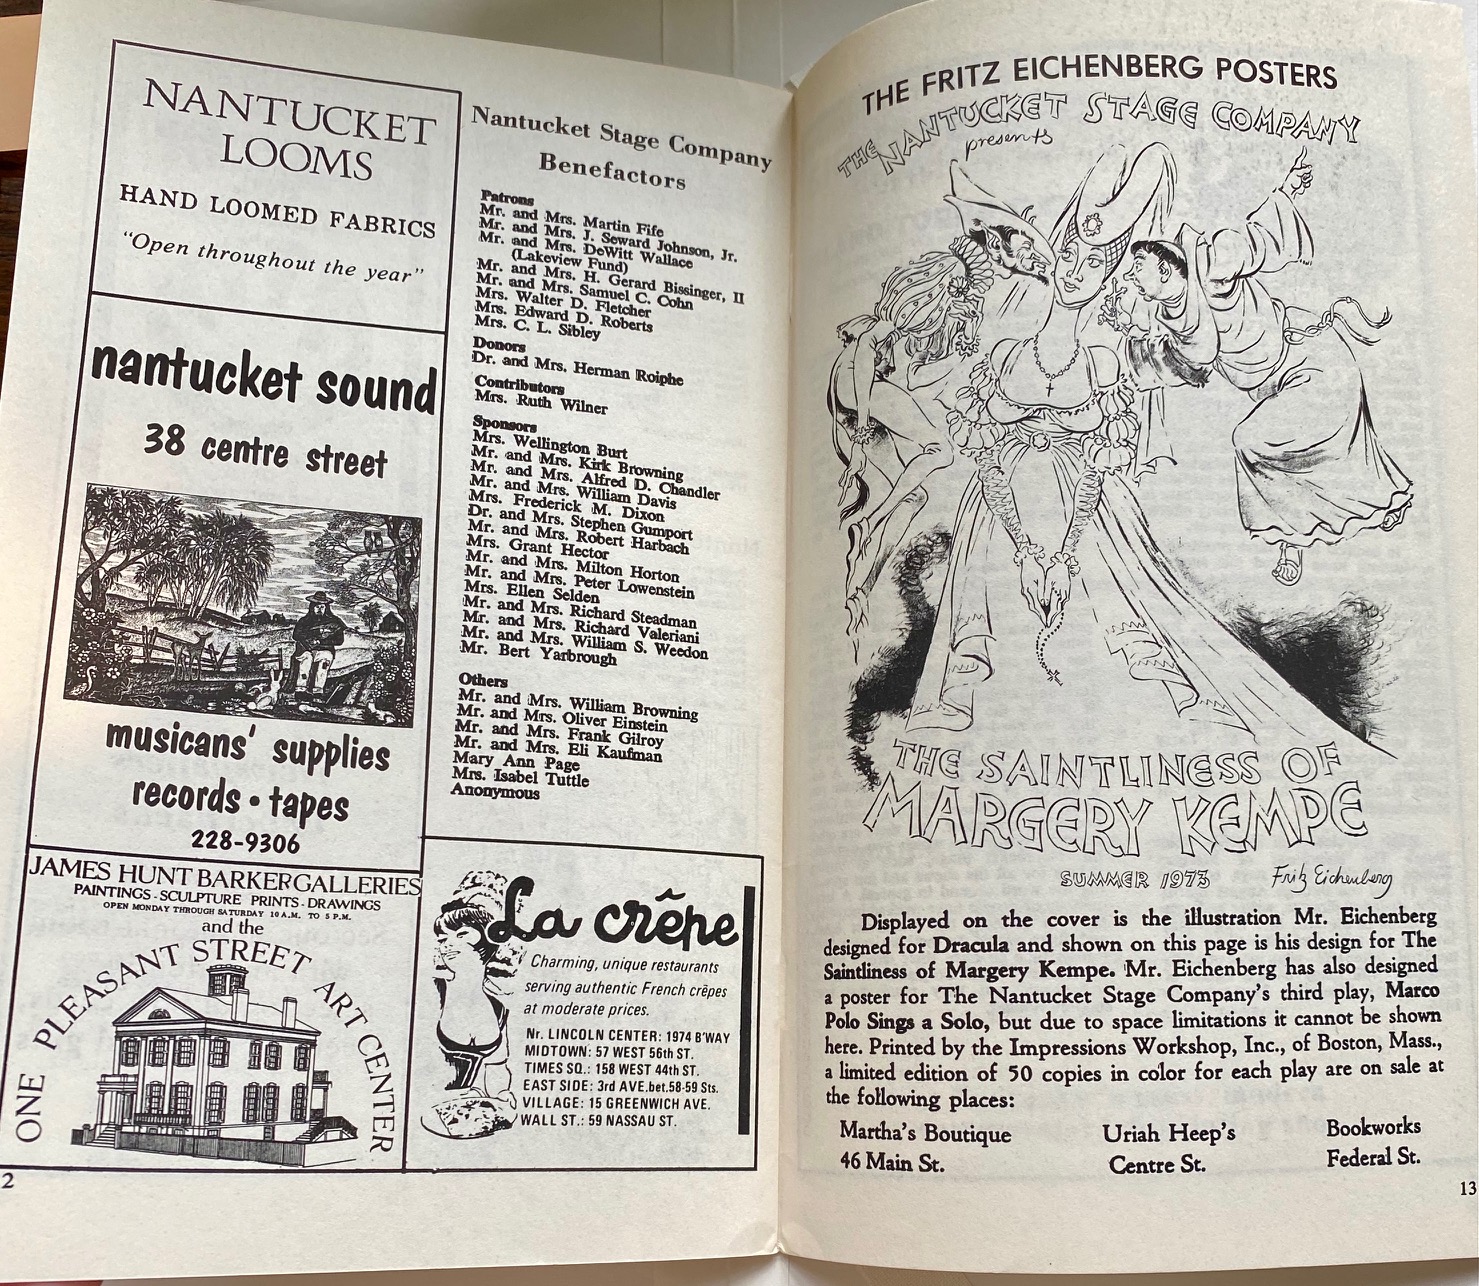 NANTUCKET
LOOMS
HAND LOOMED FABRICS
"Open throughout the year"
nantucket sound
38 centre street
musicans' supplies
records • tapes
228-9306
JAMES HUNT BARKER GALLERIES
PAINTINGS - SCULPTURE PRINTS - DRAWINGS
OPEN MONDAY THROUGH SATURDAY 10 A.M. TO 5 P.M.
and the
ONE PLEASANT STREET ART CENTER
2
Nantucket Stage Company
Benefactors
Patrons
Mr. and Mrs. Martin Fife
Mr. and Mrs. J. Seward Johnson, Jr.
Mr. and Mrs. DeWitt Wallace
(Lakeview Fund)
Mr. and Mrs. H. Gerard Bissinger, II
Mr. and Mrs. Samuel C. Cohn
Mrs. Walter D. Fletcher
Mrs. Edward D. Roberts
Mrs. C. L. Sibley
Donors
Dr. and Mrs. Herman Roiphe
Contributors
Mrs. Ruth Wilner
Sponsors
Mrs. Wellington Burt
Mr. and Mrs. Kirk Browning
Mr. and Mrs. Alfred D. Chandler
Mr. and Mrs. William Davis
Mrs. Frederick M. Dixon
Dr. and Mrs. Stephen Gumport
Mr. and Mrs. Robert Harbach
Mrs. Grant Hector
Mr. and Mrs. Milton Horton
Mr. and Mrs. Peter Lowenstein
Mrs. Ellen Selden
Mr. and Mrs. Richard Steadman
Mr. and Mrs. Richard Valeriani
Mr. and Mrs. William S. Weedon
Mr. Bert Yarbrough
Others
Mr. and Mrs. William Browning
Mr. and Mrs. Oliver Einstein
Mr. and Mrs. Frank Gilroy
Mr. and Mrs. Eli Kaufman
Mary Ann Page
Mrs. Isabel Tuttle
Anonymous
La crêpe
Charming, unique restaurants
serving authentic French crêpes
at moderate prices.
Nr. LINCOLN CENTER: 1974 B'WAY
MIDTOWN: 57 WEST 56th ST.
TIMES SQ.: 158 WEST 44th ST.
EAST SIDE: 3rd AVE.bet.58-59 Sts.
VILLAGE: 15 GREENWICH AVE.
WALL ST.: 59 NASSAU ST.
THE FRITZ EICHENBERG POSTERS
THE NANTUCKET STAGE COMPANY
presents
THE SAINTLINESS OF
MARGERY KEMPE
SUMMER 1973
Fritz Eichenberg
Displayed on the cover is the illustration Mr. Eichenberg
designed for Dracula and shown on this page is his design for The
Saintliness of Margery Kempe. Mr. Eichenberg has also designed
a poster for The Nantucket Stage Company's third play, Marco
Polo Sings a Solo, but due to space limitations it cannot be shown
here. Printed by the Impressions Workshop, Inc., of Boston, Mass.,
a limited edition of 50 copies in color for each play are on sale at
the following places:
Martha's Boutique Uriah Heep's Bookworks
46 Main St. Centre St. Federal St.
13